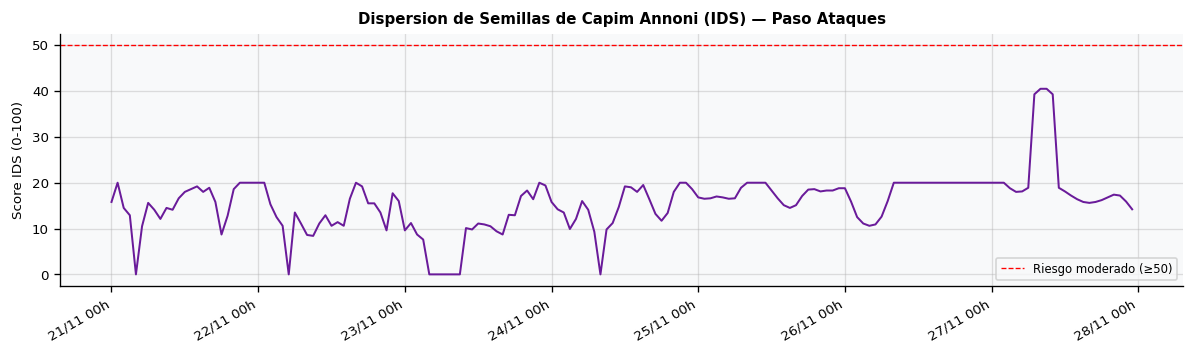 Dispersion de Semillas de Capim Annoni (IDS) — Paso Ataques
Score IDS (0-100)
50
40
30
20
10
0
Riesgo moderado (≥50)
21/11 00h
22/11 00h
23/11 00h
24/11 00h
25/11 00h
26/11 00h
27/11 00h
28/11 00h